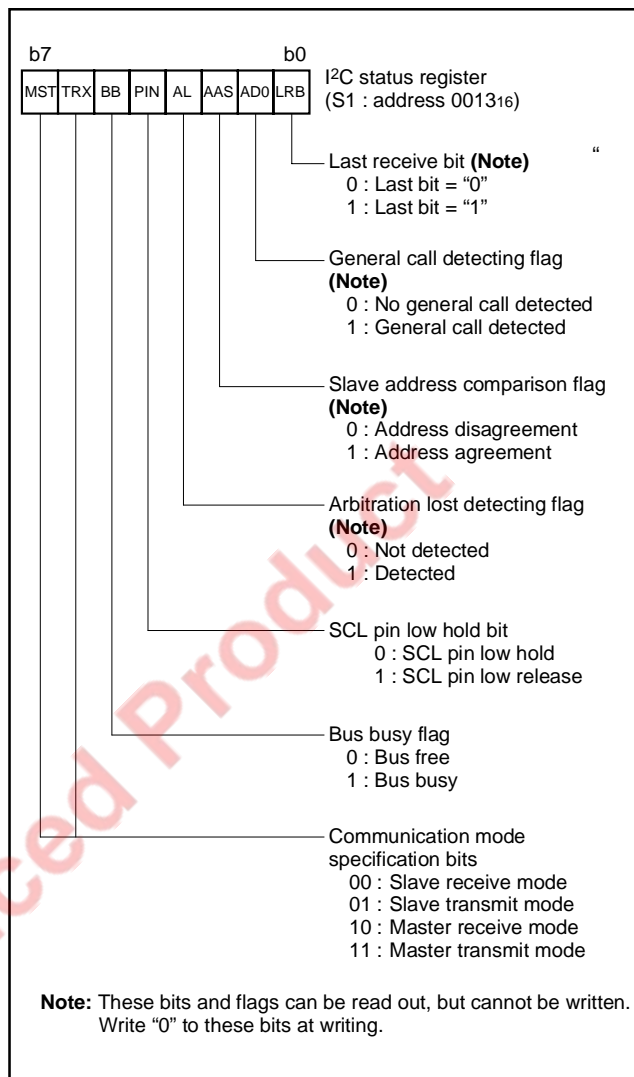 b7 b0
MST TRX BB PIN AL AAS AD0 LRB
I²C status register
(S1 : address 001316)
Last receive bit (Note) “
0 : Last bit = “0”
1 : Last bit = “1”
General call detecting flag
(Note)
0 : No general call detected
1 : General call detected
Slave address comparison flag
(Note)
0 : Address disagreement
1 : Address agreement
Arbitration lost detecting flag
(Note)
0 : Not detected
1 : Detected
SCL pin low hold bit
0 : SCL pin low hold
1 : SCL pin low release
Bus busy flag
0 : Bus free
1 : Bus busy
Communication mode
specification bits
00 : Slave receive mode
01 : Slave transmit mode
10 : Master receive mode
11 : Master transmit mode
Note: These bits and flags can be read out, but cannot be written.
Write “0” to these bits at writing.
ced Product